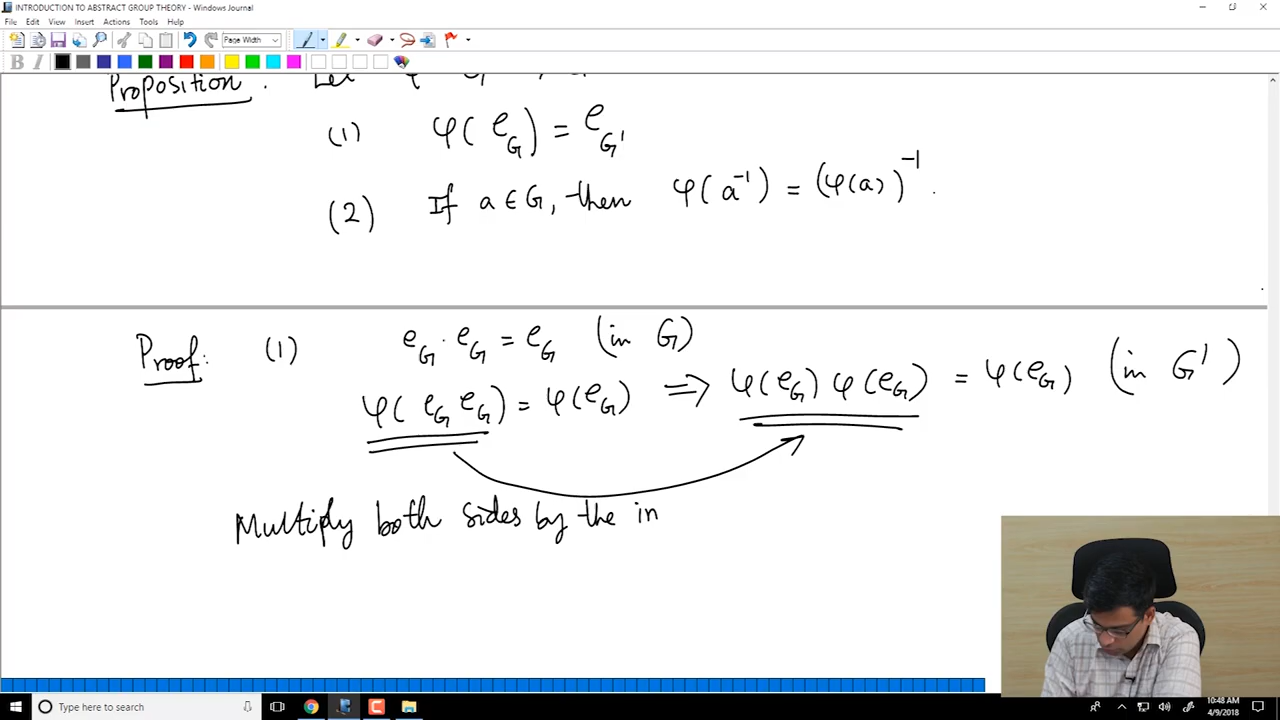 INTRODUCTION TO ABSTRACT GROUP THEORY - Windows Journal
File Edit View Insert Actions Tools Help
Page Width
B I
Proposition : Let φ G
(1) φ(e_G) = e_G'
(2) If a ∈ G, then φ(a⁻¹) = (φ(a))⁻¹.
Proof: (1) e_G · e_G = e_G (in G)
φ(e_G e_G) = φ(e_G) ⟹ φ(e_G) φ(e_G) = φ(e_G) (in G')
Multiply both sides by the in
Type here to search
10:48 AM
4/9/2018